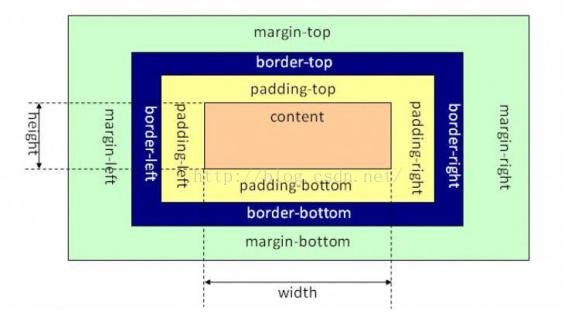 margin-top
border-top
padding-top
content
height
margin-left
border-left
padding-left
padding-right
border-right
margin-right
http://blog.csdn.net/
padding-bottom
border-bottom
margin-bottom
width